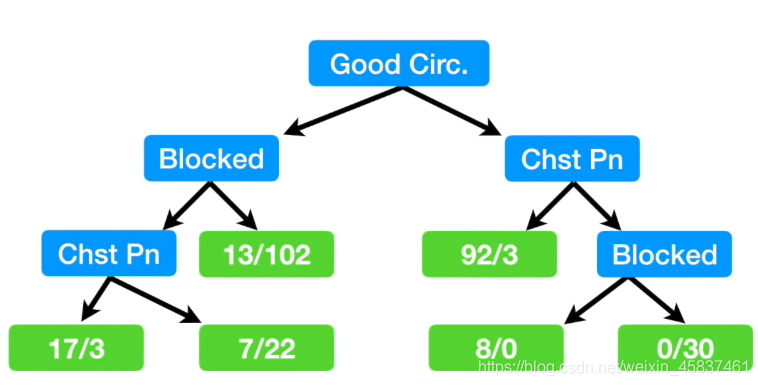 Good Circ.
Blocked
Chst Pn
Chst Pn
13/102
92/3
Blocked
17/3
7/22
8/0
0/30
https://blog.csdn.net/weixin_45837461